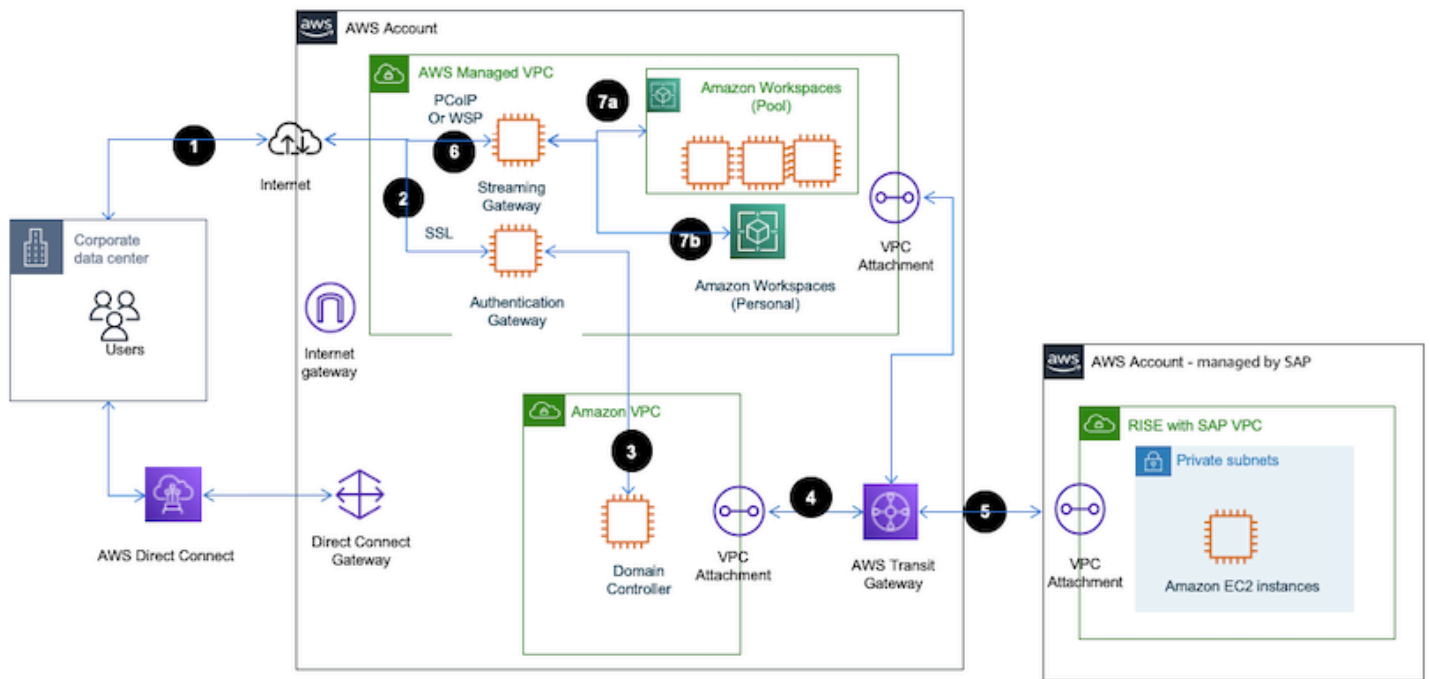 aws
AWS Account
AWS Managed VPC
PCoIP
Or WSP
6
Streaming
Gateway
7a
Amazon Workspaces
(Pool)
7b
Amazon Workspaces
(Personal)
VPC
Attachment
1
Internet
2
SSL
Authentication
Gateway
Corporate
data center
Users
Internet
gateway
AWS Direct Connect
Direct Connect
Gateway
Amazon VPC
3
Domain
Controller
VPC
Attachment
4
AWS Transit
Gateway
5
aws
AWS Account - managed by SAP
RISE with SAP VPC
Private subnets
VPC
Attachment
Amazon EC2 instances